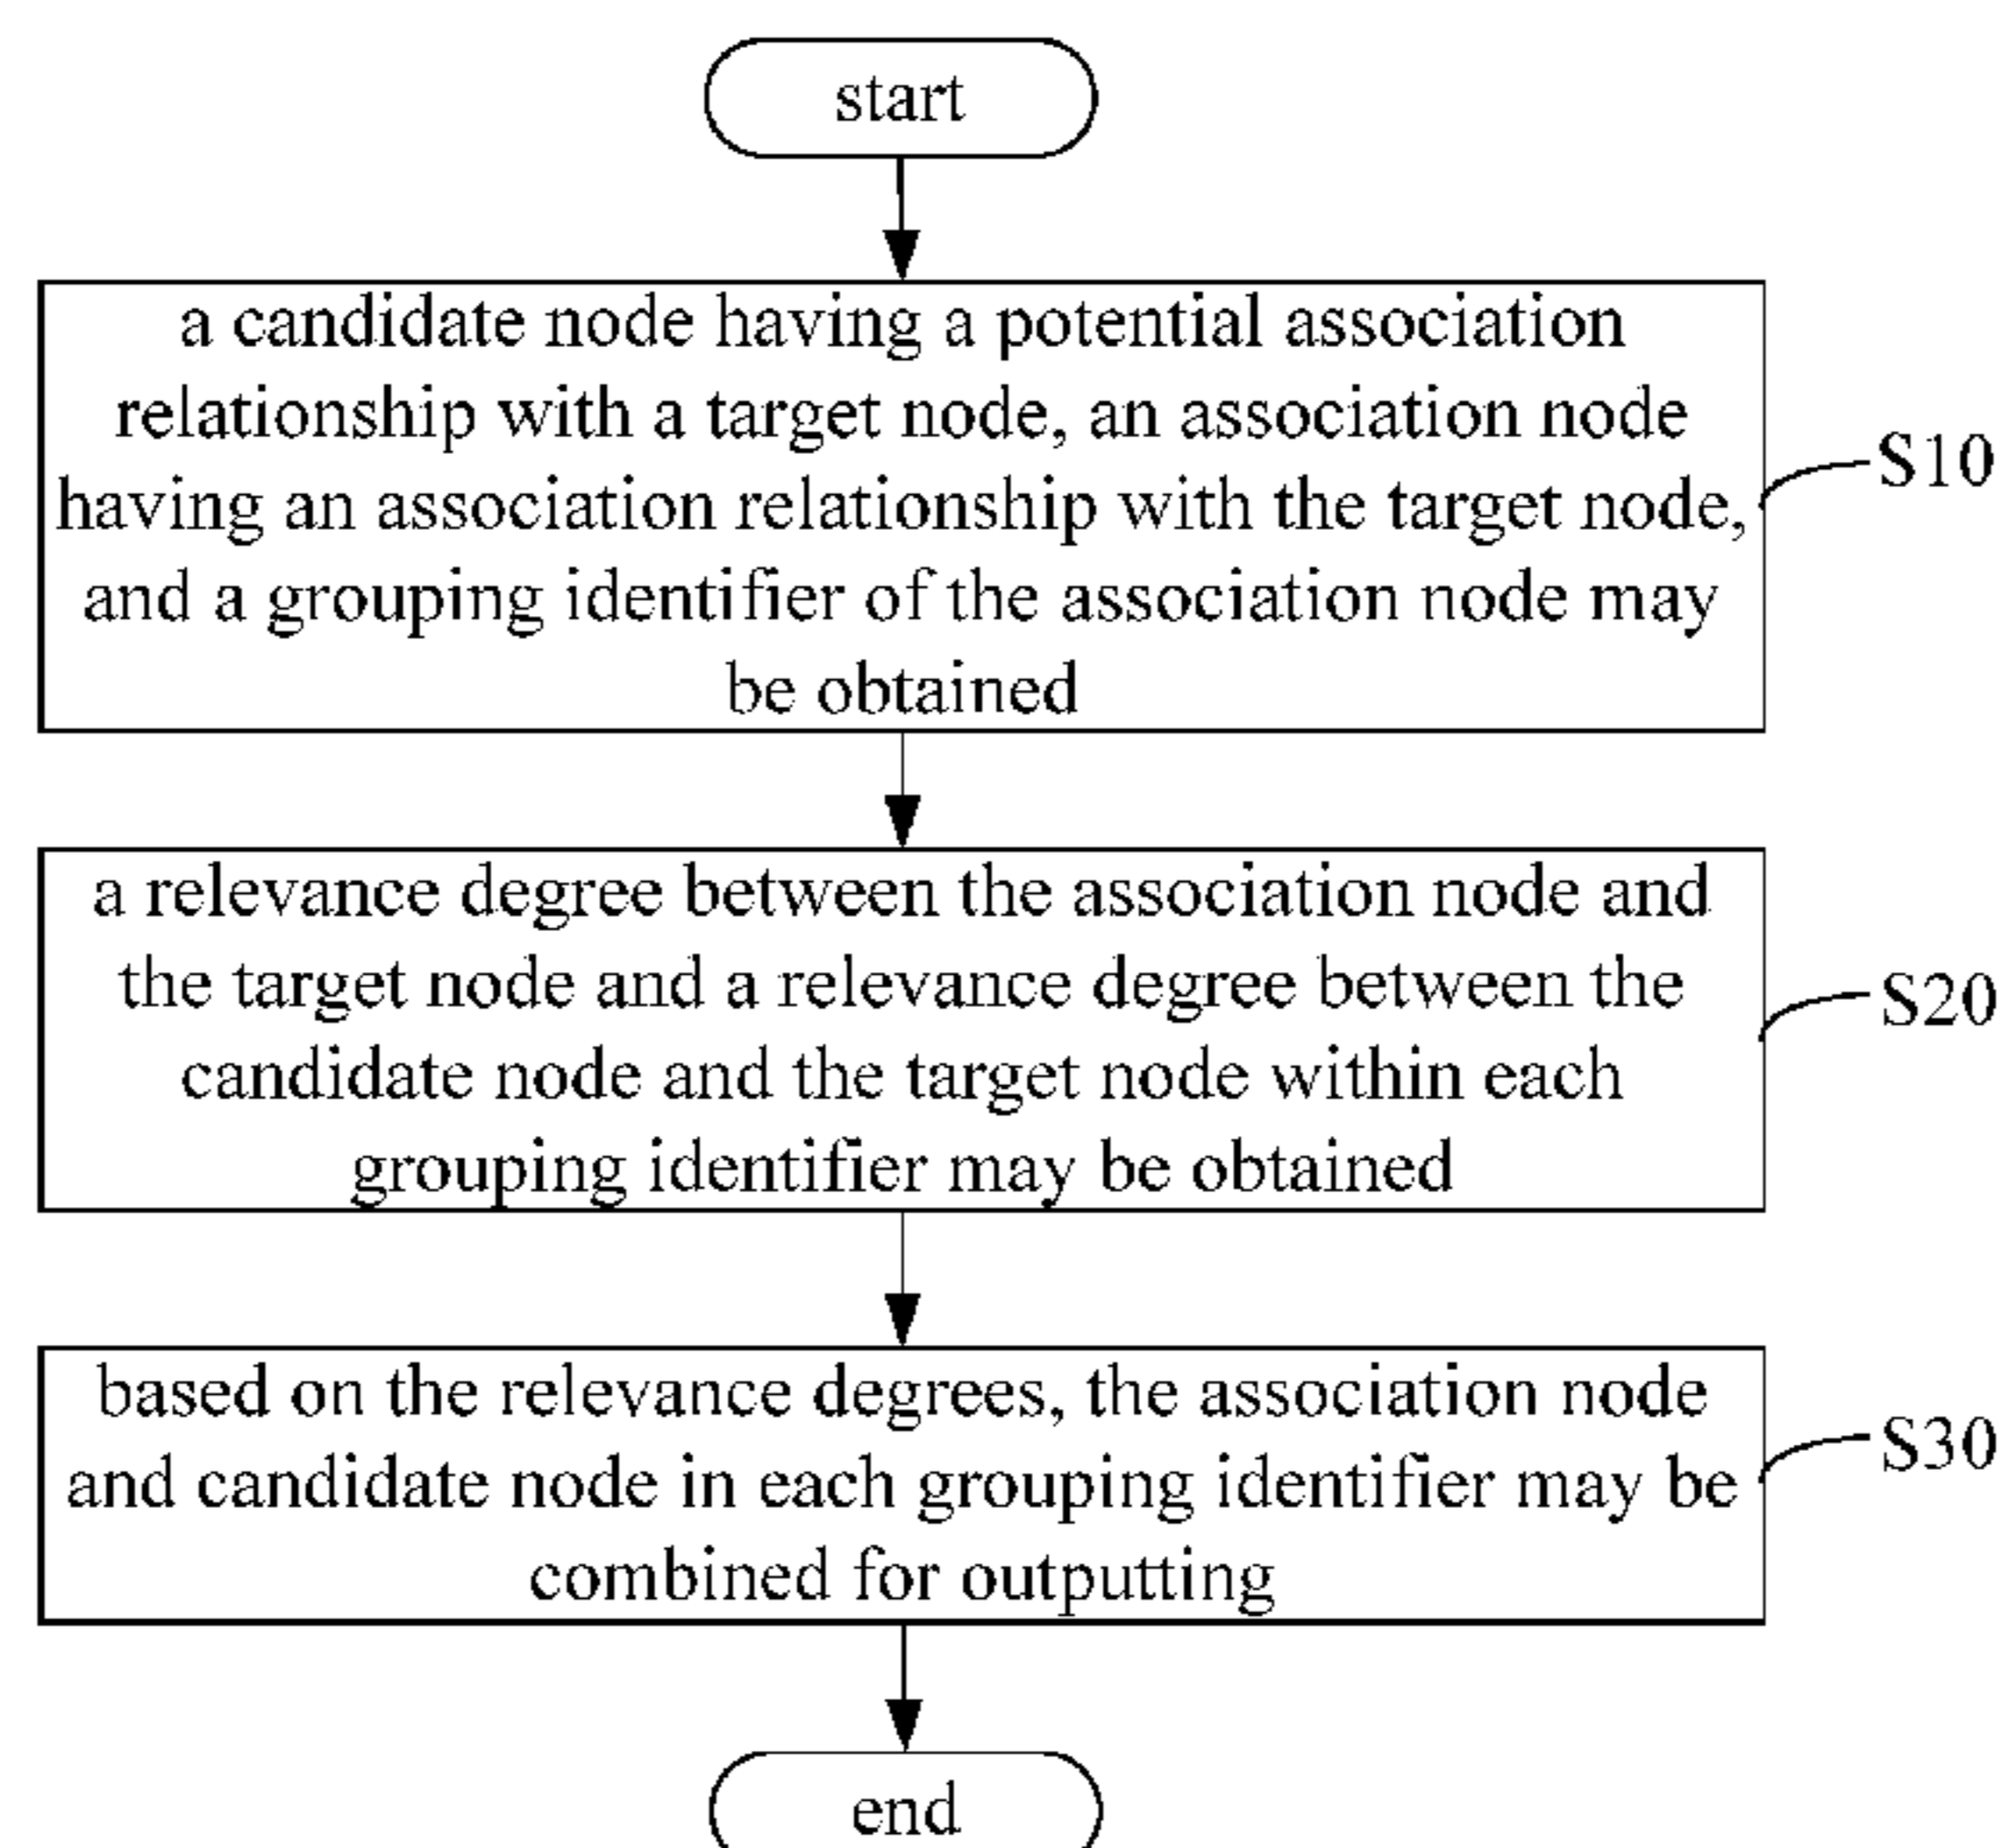 start
a candidate node having a potential association
relationship with a target node, an association node
having an association relationship with the target node,
and a grouping identifier of the association node may
be obtained
S10
a relevance degree between the association node and
the target node and a relevance degree between the
candidate node and the target node within each
grouping identifier may be obtained
S20
based on the relevance degrees, the association node
and candidate node in each grouping identifier may be
combined for outputting
S30
end